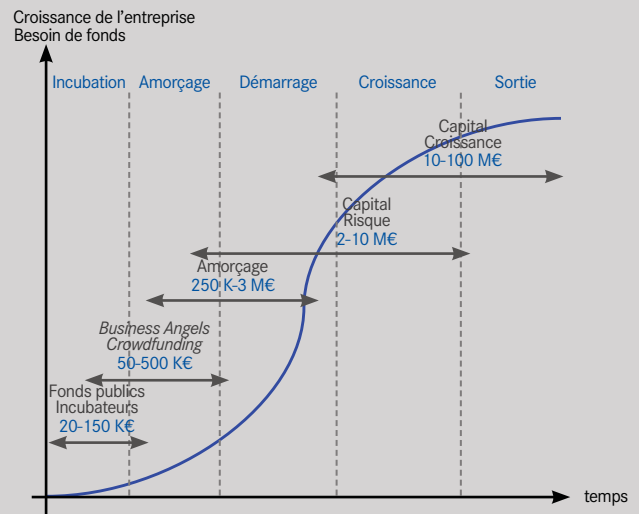 Croissance de l'entreprise
Besoin de fonds
Incubation Amorçage Démarrage Croissance Sortie
Capital
Croissance
10-100 M€
Capital
Risque
2-10 M€
Amorçage
250 K-3 M€
Business Angels
Crowdfunding
50-500 K€
Fonds publics
Incubateurs
20-150 K€
temps